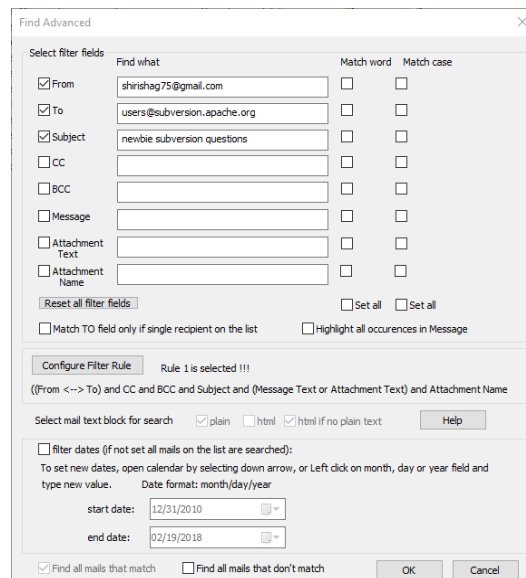 Find Advanced
Select filter fields
Find what Match word Match case
From shirishag75@gmail.com
To users@subversion.apache.org
Subject newbie subversion questions
CC
BCC
Message
Attachment
Text
Attachment
Name
Reset all filter fields Set all Set all
Match TO field only if single recipient on the list Highlight all occurences in Message
Configure Filter Rule Rule 1 is selected !!!
((From <--> To) and CC and BCC and Subject and (Message Text or Attachment Text) and Attachment Name
Select mail text block for search plain html html if no plain text Help
filter dates (if not set all mails on the list are searched):
To set new dates, open calendar by selecting down arrow, or Left click on month, day or year field and
type new value. Date format: month/day/year
start date: 12/31/2010
end date: 02/19/2018
Find all mails that match Find all mails that don't match OK Cancel